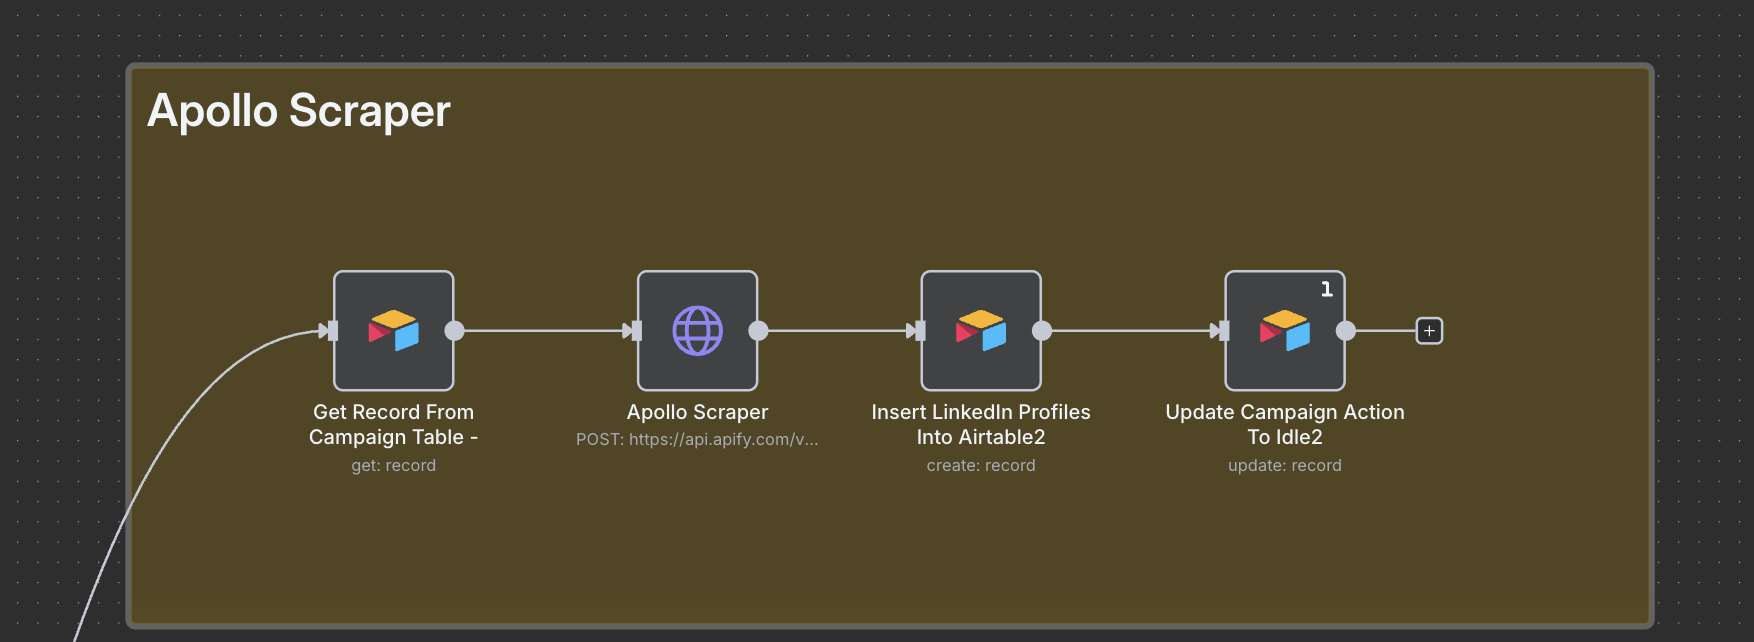 Apollo Scraper
1
Get Record From
Campaign Table -
get: record
Apollo Scraper
POST: https://api.apify.com/v...
Insert LinkedIn Profiles
Into Airtable2
create: record
Update Campaign Action
To Idle2
update: record